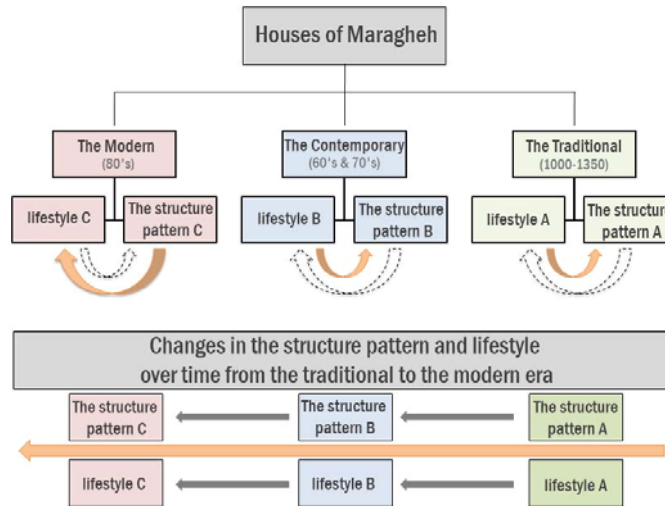 Houses of Maragheh
The Modern
(80's)
The Contemporary
(60's & 70's)
The Traditional
(1000-1350)
lifestyle C
The structure
pattern C
lifestyle B
The structure
pattern B
lifestyle A
The structure
pattern A
Changes in the structure pattern and lifestyle
over time from the traditional to the modern era
The structure
pattern C
The structure
pattern B
The structure
pattern A
lifestyle C
lifestyle B
lifestyle A